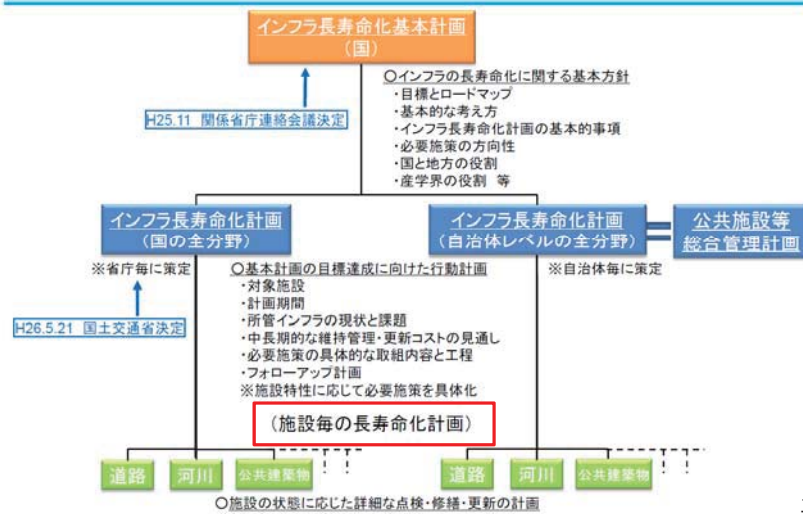 インフラ長寿命化基本計画
(国)
○インフラの長寿命化に関する基本方針
・目標とロードマップ
・基本的な考え方
・インフラ長寿命化計画の基本的事項
・必要施策の方向性
・国と地方の役割
・産学界の役割 等
H25.11 関係省庁連絡会議決定
インフラ長寿命化計画
(国の全分野)
インフラ長寿命化計画
(自治体レベルの全分野)
公共施設等
総合管理計画
※省庁毎に策定
○基本計画の目標達成に向けた行動計画
・対象施設
・計画期間
・所管インフラの現状と課題
・中長期的な維持管理・更新コストの見通し
・必要施策の具体的な取組内容と工程
・フォローアップ計画
※施設特性に応じて必要施策を具体化
※自治体毎に策定
H26.5.21 国土交通省決定
(施設毎の長寿命化計画)
道路
河川
公共建築物
道路
河川
公共建築物
○施設の状態に応じた詳細な点検・修繕・更新の計画